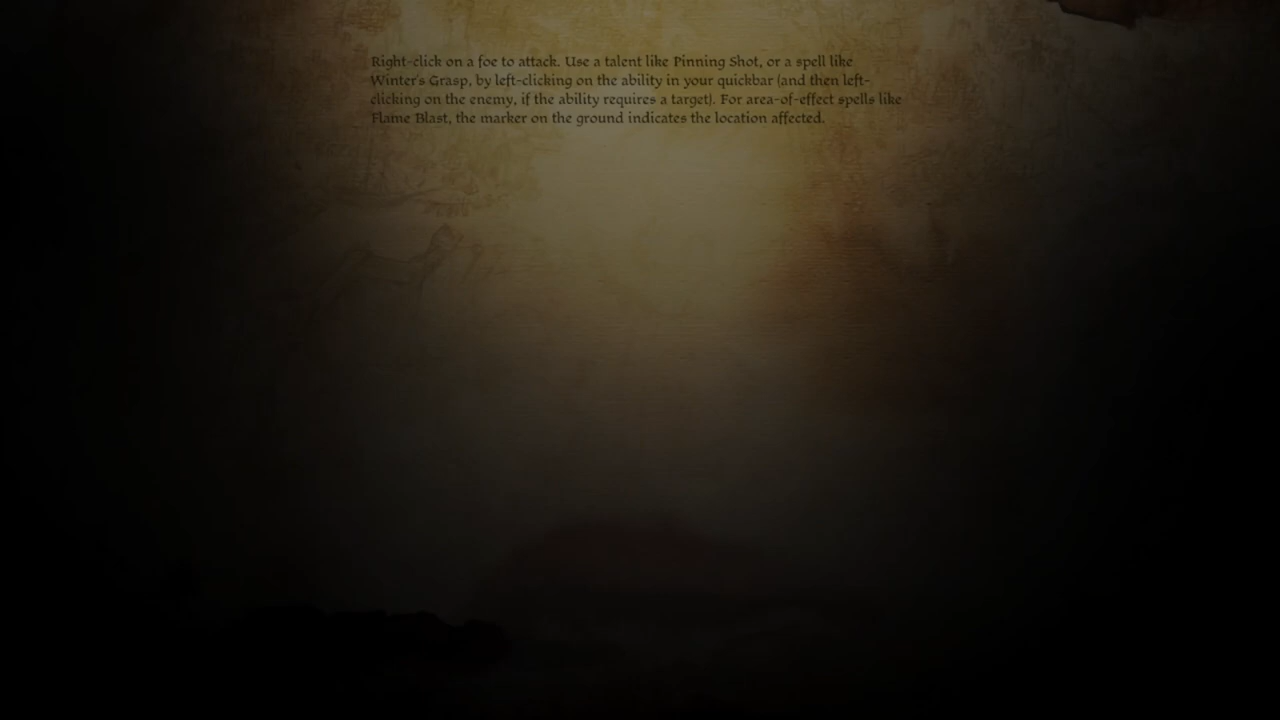 Right-click on a foe to attack. Use a talent like Pinning Shot, or a spell like
Winter's Grasp, by left-clicking on the ability in your quickbar (and then left-
clicking on the enemy, if the ability requires a target). For area-of-effect spells like
Flame Blast, the marker on the ground indicates the location affected.